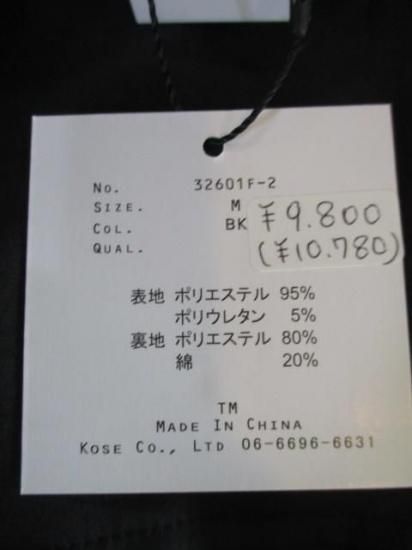 No. 32601F-2
SIZE. M
COL. BK
QUAL.
¥9.800
(¥10.780)
表地 ポリエステル 95%
ポリウレタン 5%
裏地 ポリエステル 80%
綿 20%
TM
MADE IN CHINA
KOSE CO., LTD 06-6696-6631